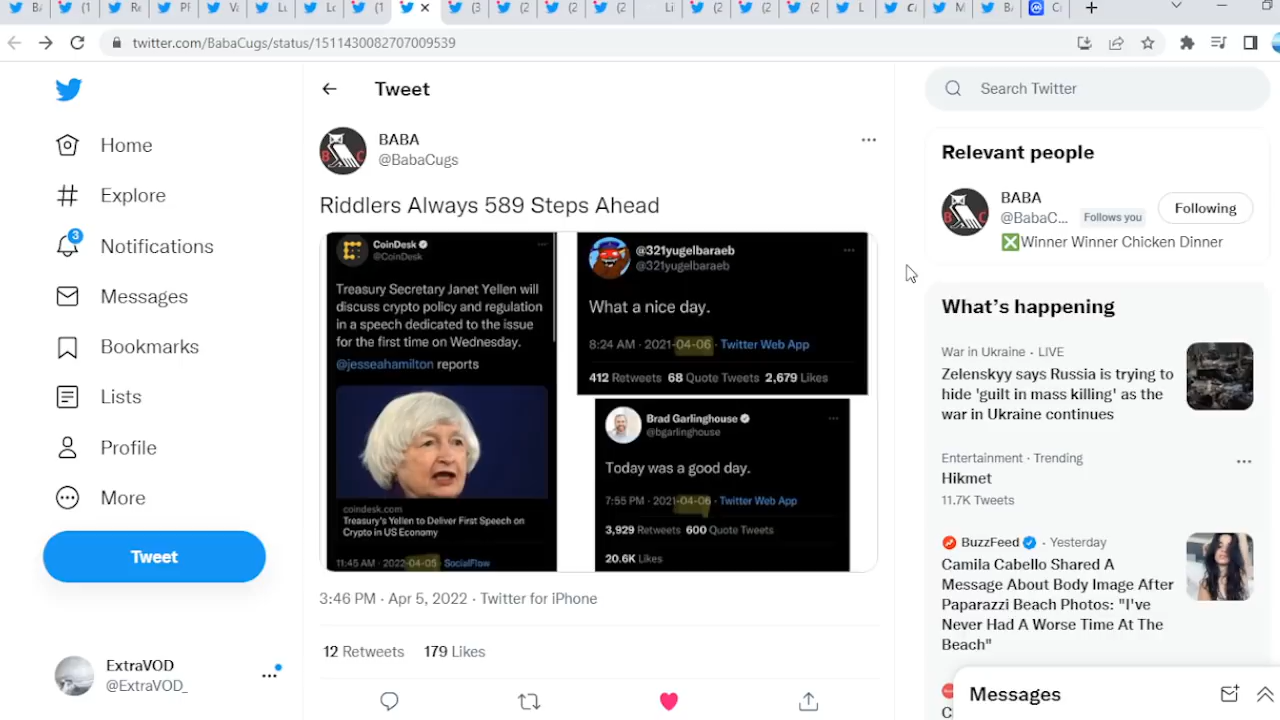 twitter.com/BabaCugs/status/1511430082707009539
Home
Explore
3
Notifications
Messages
Bookmarks
Lists
Profile
More
Tweet
ExtraVOD
@ExtraVOD_
Tweet
BABA
@BabaCugs
Riddlers Always 589 Steps Ahead
CoinDesk
@CoinDesk
Treasury Secretary Janet Yellen will
discuss crypto policy and regulation
in a speech dedicated to the issue
for the first time on Wednesday.
@jesseahamilton reports
coindesk.com
Treasury's Yellen to Deliver First Speech on
Crypto in US Economy
11:45 AM · 2022-04-05 · SocialFlow
@321yugelbaraeb
@321yugelbaraeb
What a nice day.
8:24 AM · 2021-04-06 · Twitter Web App
412 Retweets 68 Quote Tweets 2,679 Likes
Brad Garlinghouse
@bgarlinghouse
Today was a good day.
7:55 PM · 2021-04-06 · Twitter Web App
3,929 Retweets 600 Quote Tweets
20.6K Likes
3:46 PM · Apr 5, 2022 · Twitter for iPhone
12 Retweets 179 Likes
Search Twitter
Relevant people
BABA
@BabaC... Follows you
Following
Winner Winner Chicken Dinner
What's happening
War in Ukraine · LIVE
Zelenskyy says Russia is trying to
hide 'guilt in mass killing' as the
war in Ukraine continues
Entertainment · Trending
Hikmet
11.7K Tweets
BuzzFeed · Yesterday
Camila Cabello Shared A
Message About Body Image After
Paparazzi Beach Photos: "I've
Never Had A Worse Time At The
Beach"
Messages